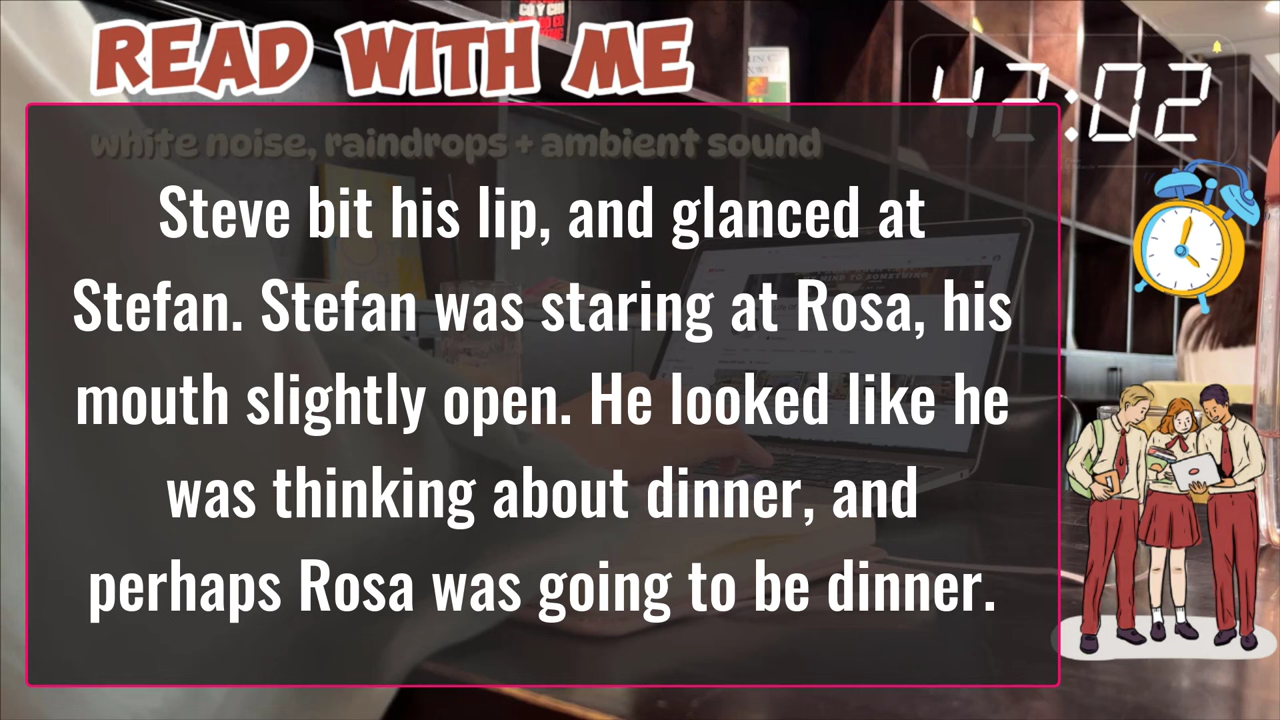 READ WITH ME
42:02
white noise, raindrops + ambient sound
Steve bit his lip, and glanced at
Stefan. Stefan was staring at Rosa, his
mouth slightly open. He looked like he
was thinking about dinner, and
perhaps Rosa was going to be dinner.